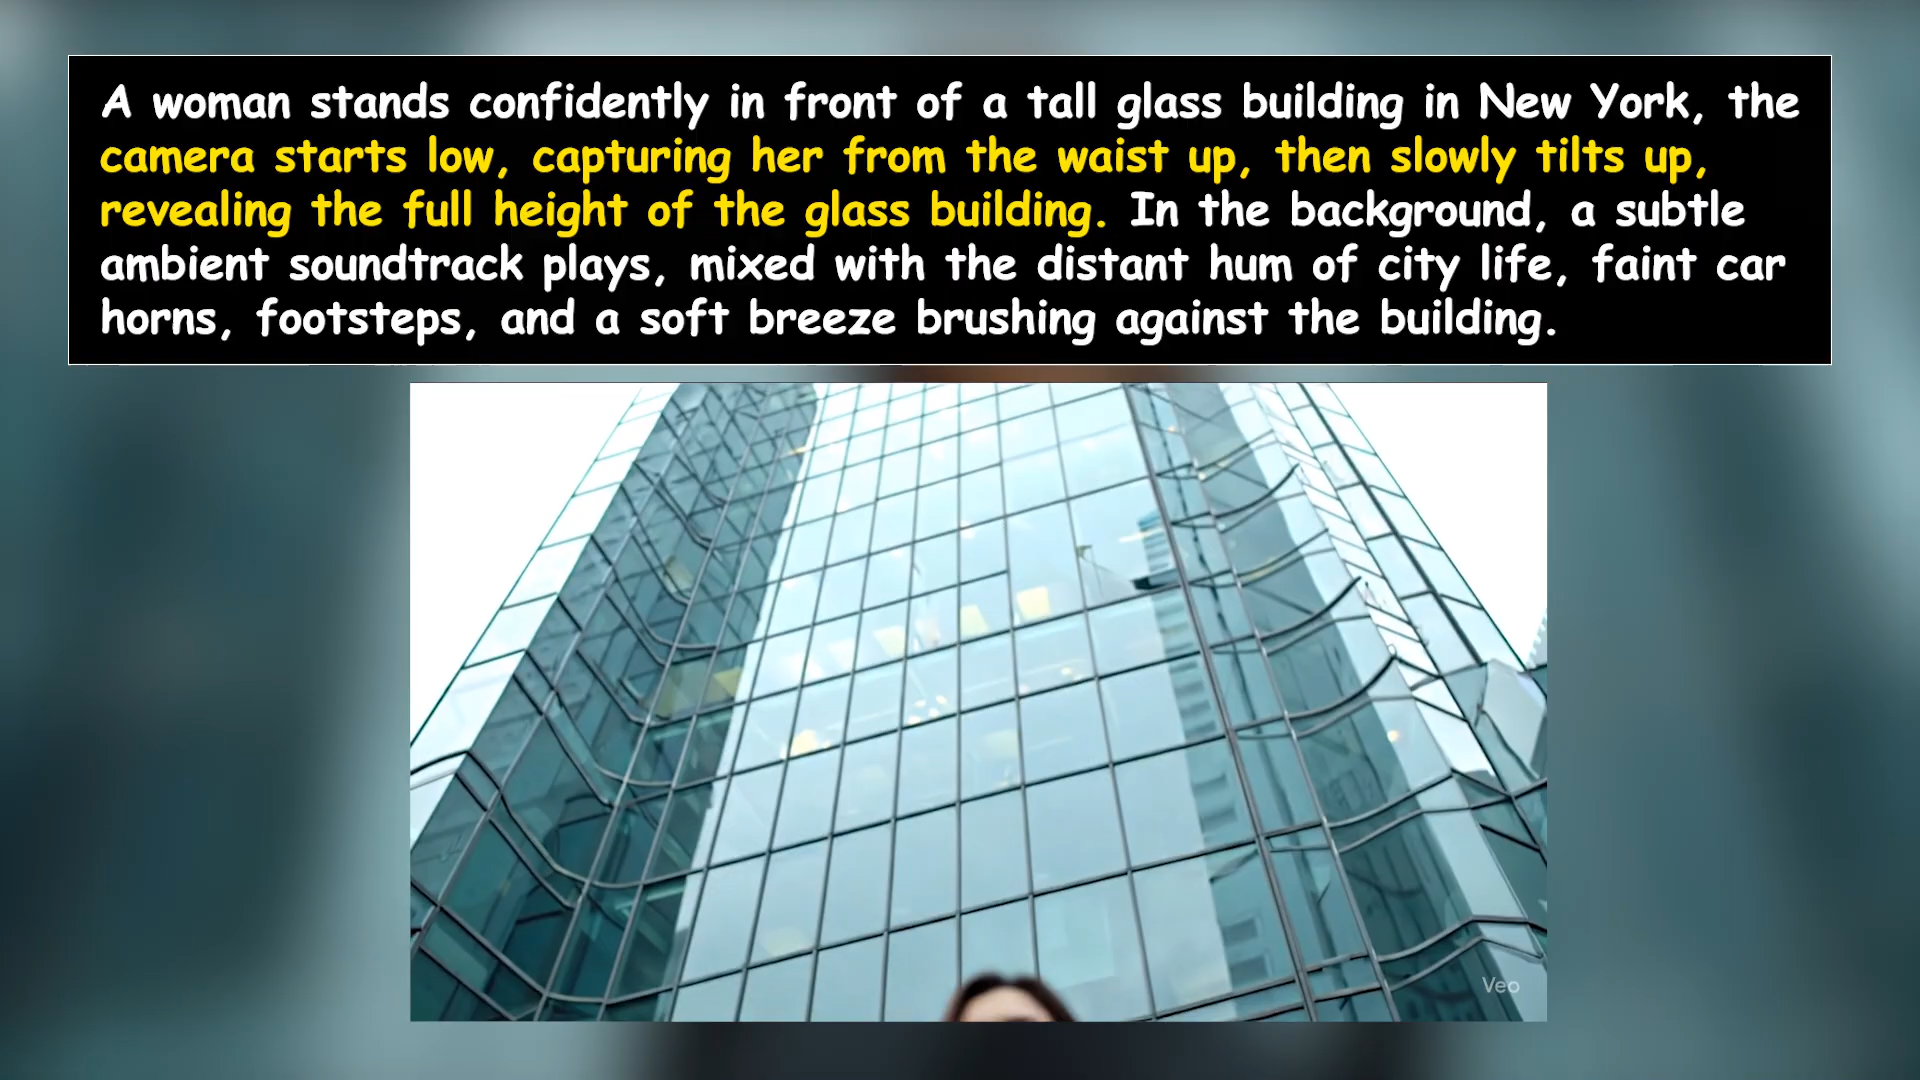 A woman stands confidently in front of a tall glass building in New York, the
camera starts low, capturing her from the waist up, then slowly tilts up,
revealing the full height of the glass building. In the background, a subtle
ambient soundtrack plays, mixed with the distant hum of city life, faint car
horns, footsteps, and a soft breeze brushing against the building.
Veo